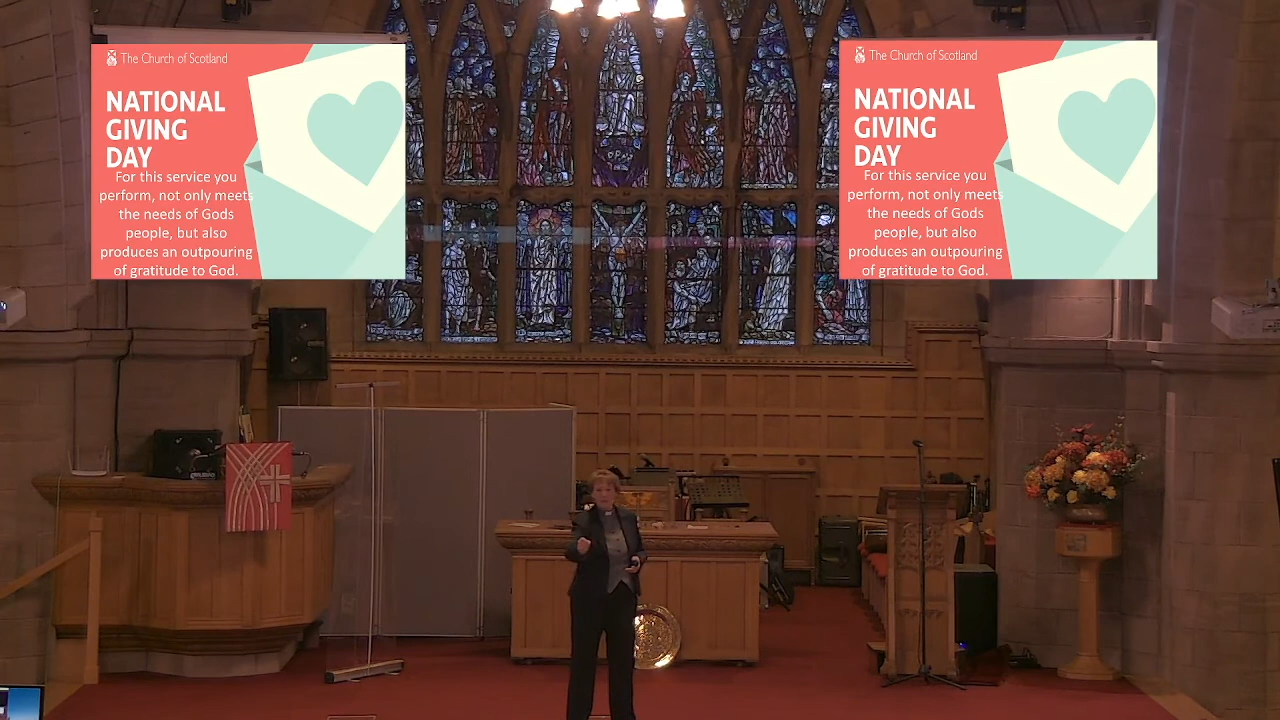 The Church of Scotland
NATIONAL
GIVING
DAY
For this service you
perform, not only meets
the needs of Gods
people, but also
produces an outpouring
of gratitude to God.
The Church of Scotland
NATIONAL
GIVING
DAY
For this service you
perform, not only meets
the needs of Gods
people, but also
produces an outpouring
of gratitude to God.